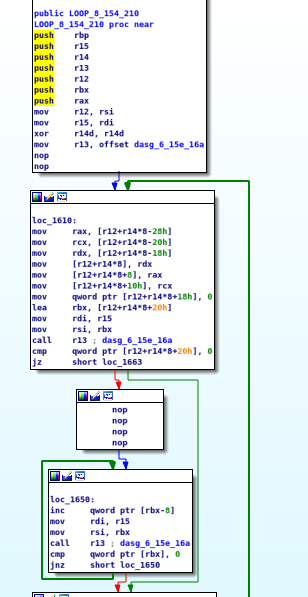 public LOOP_8_154_210
LOOP_8_154_210 proc near
push rbp
push r15
push r14
push r13
push r12
push rbx
push rax
mov r12, rsi
mov r15, rdi
xor r14d, r14d
mov r13, offset dasg_6_15e_16a
nop
nop
loc_1610:
mov rax, [r12+r14*8-28h]
mov rcx, [r12+r14*8-20h]
mov rdx, [r12+r14*8-18h]
mov [r12+r14*8], rdx
mov [r12+r14*8+8], rax
mov [r12+r14*8+10h], rcx
mov qword ptr [r12+r14*8+18h], 0
lea rbx, [r12+r14*8+20h]
mov rdi, r15
mov rsi, rbx
call r13 ; dasg_6_15e_16a
cmp qword ptr [r12+r14*8+20h], 0
jz short loc_1663
nop
nop
nop
nop
loc_1650:
inc qword ptr [rbx-8]
mov rdi, r15
mov rsi, rbx
call r13 ; dasg_6_15e_16a
cmp qword ptr [rbx], 0
jnz short loc_1650